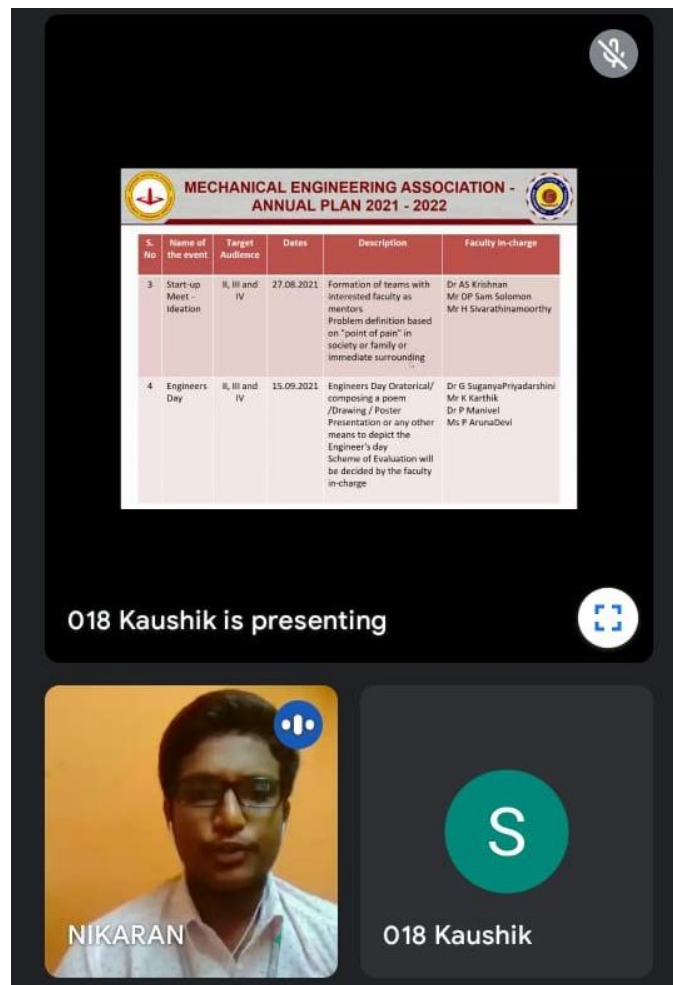 MECHANICAL ENGINEERING ASSOCIATION -
ANNUAL PLAN 2021 - 2022
S. No
Name of the event
Target Audience
Dates
Description
Faculty In-charge
3
Start-up
Meet -
Ideation
II, III and
IV
27.08.2021
Formation of teams with
interested faculty as
mentors
Problem definition based
on "point of pain" in
society or family or
immediate surrounding
Dr AS Krishnan
Mr DP Sam Solomon
Mr H Sivarathinamoorthy
4
Engineers
Day
II, III and
IV
15.09.2021
Engineers Day Oratorical/
composing a poem
/Drawing / Poster
Presentation or any other
means to depict the
Engineer's day
Scheme of Evaluation will
be decided by the faculty
in-charge
Dr G SuganyaPriyadarshini
Mr K Karthik
Dr P Manivel
Ms P ArunaDevi
018 Kaushik is presenting
NIKARAN
S
018 Kaushik